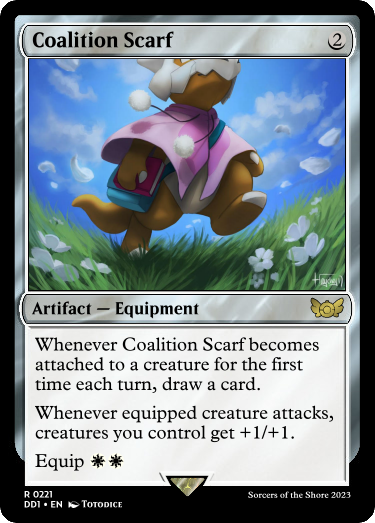 Coalition Scarf 2
Artifact — Equipment
Whenever Coalition Scarf becomes
attached to a creature for the first
time each turn, draw a card.
Whenever equipped creature attacks,
creatures you control get +1/+1.
Equip
R 0221
DD1 • EN Totodice
Sorcers of the Shore 2023